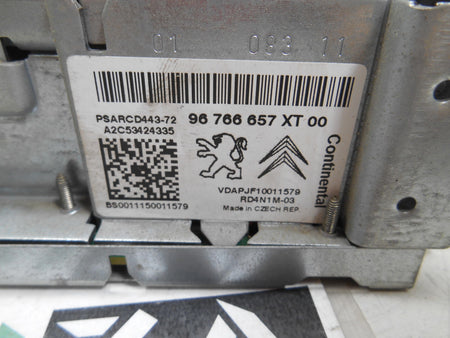 01 083 11
PSARCD443-72 96 766 657 XT 00
A2C53424335
Continental
VDAPJF10011579
RD4N1M-03
BS0011150011579
Made in CZECH REP.